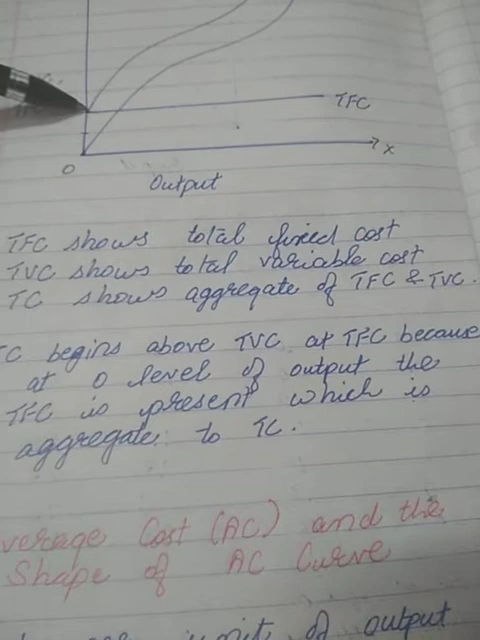 TFC
x
O
Output
TFC shows total fixed cost
TVC shows total variable cost
TC shows aggregate of TFC & TVC.
TC begins above TVC at TFC because
at 0 level of output the
TFC is present which is
aggregate to TC.
verage Cost (AC) and the
Shape of AC Curve
unit of output